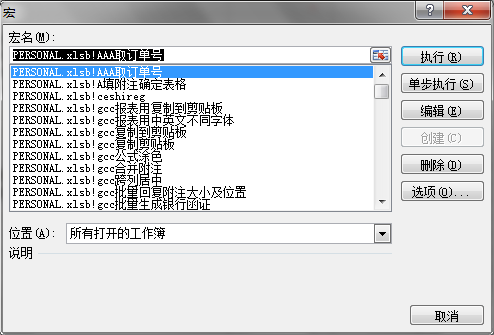 宏
宏名(M):
PERSONAL.xlsb!AAA取订单号
执行(R)
PERSONAL.xlsb!AAA取订单号
PERSONAL.xlsb!A填附注确定表格
PERSONAL.xlsb!ceshireg
PERSONAL.xlsb!gcc报表用复制到剪贴板
PERSONAL.xlsb!gcc报表用中英文不同字体
PERSONAL.xlsb!gcc复制到剪贴板
PERSONAL.xlsb!gcc复制剪贴板
PERSONAL.xlsb!gcc公式涂色
PERSONAL.xlsb!gcc合并附注
PERSONAL.xlsb!gcc跨列居中
PERSONAL.xlsb!gcc批量回复附注大小及位置
PERSONAL.xlsb!gcc批量生成银行函证
单步执行(S)
编辑(E)
创建(C)
删除(D)
选项(O)...
位置(A): 所有打开的工作簿
说明
取消